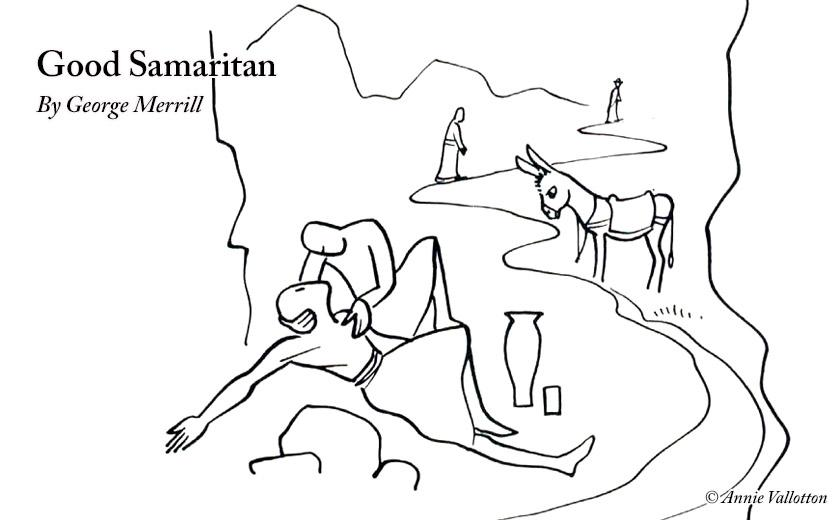 Good Samaritan
By George Merrill
© Annie Vallotton